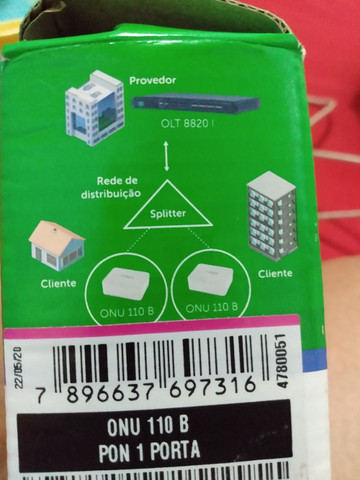 Provedor
OLT 8820 I
Rede de
distribuição
Splitter
Cliente
Cliente
ONU 110 B
ONU 110 B
22/05/20
7 896637 697316
4780051
ONU 110 B
PON 1 PORTA